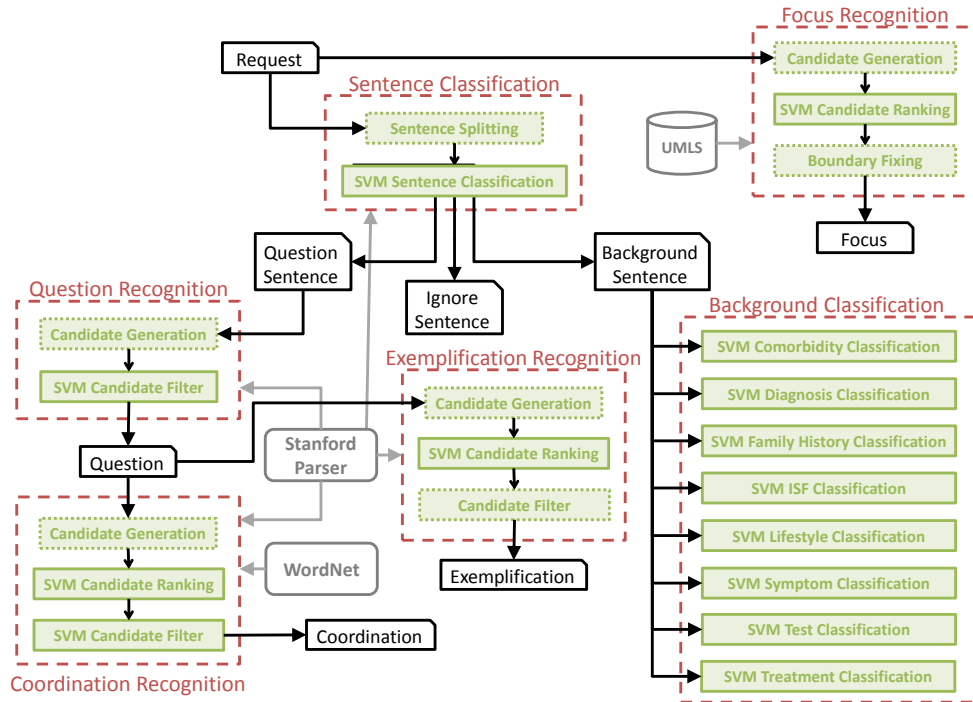 Focus Recognition
Request
Candidate Generation
Sentence Classification
SVM Candidate Ranking
Sentence Splitting
UMLS
Boundary Fixing
SVM Sentence Classification
Focus
Question
Sentence
Background
Sentence
Ignore
Sentence
Question Recognition
Background Classification
Candidate Generation
SVM Comorbidity Classification
Exemplification Recognition
SVM Candidate Filter
SVM Diagnosis Classification
Candidate Generation
SVM Family History Classification
Stanford
Parser
Question
SVM Candidate Ranking
SVM ISF Classification
Candidate Filter
Candidate Generation
SVM Lifestyle Classification
WordNet
Exemplification
SVM Candidate Ranking
SVM Symptom Classification
SVM Candidate Filter
Coordination
SVM Test Classification
SVM Treatment Classification
Coordination Recognition